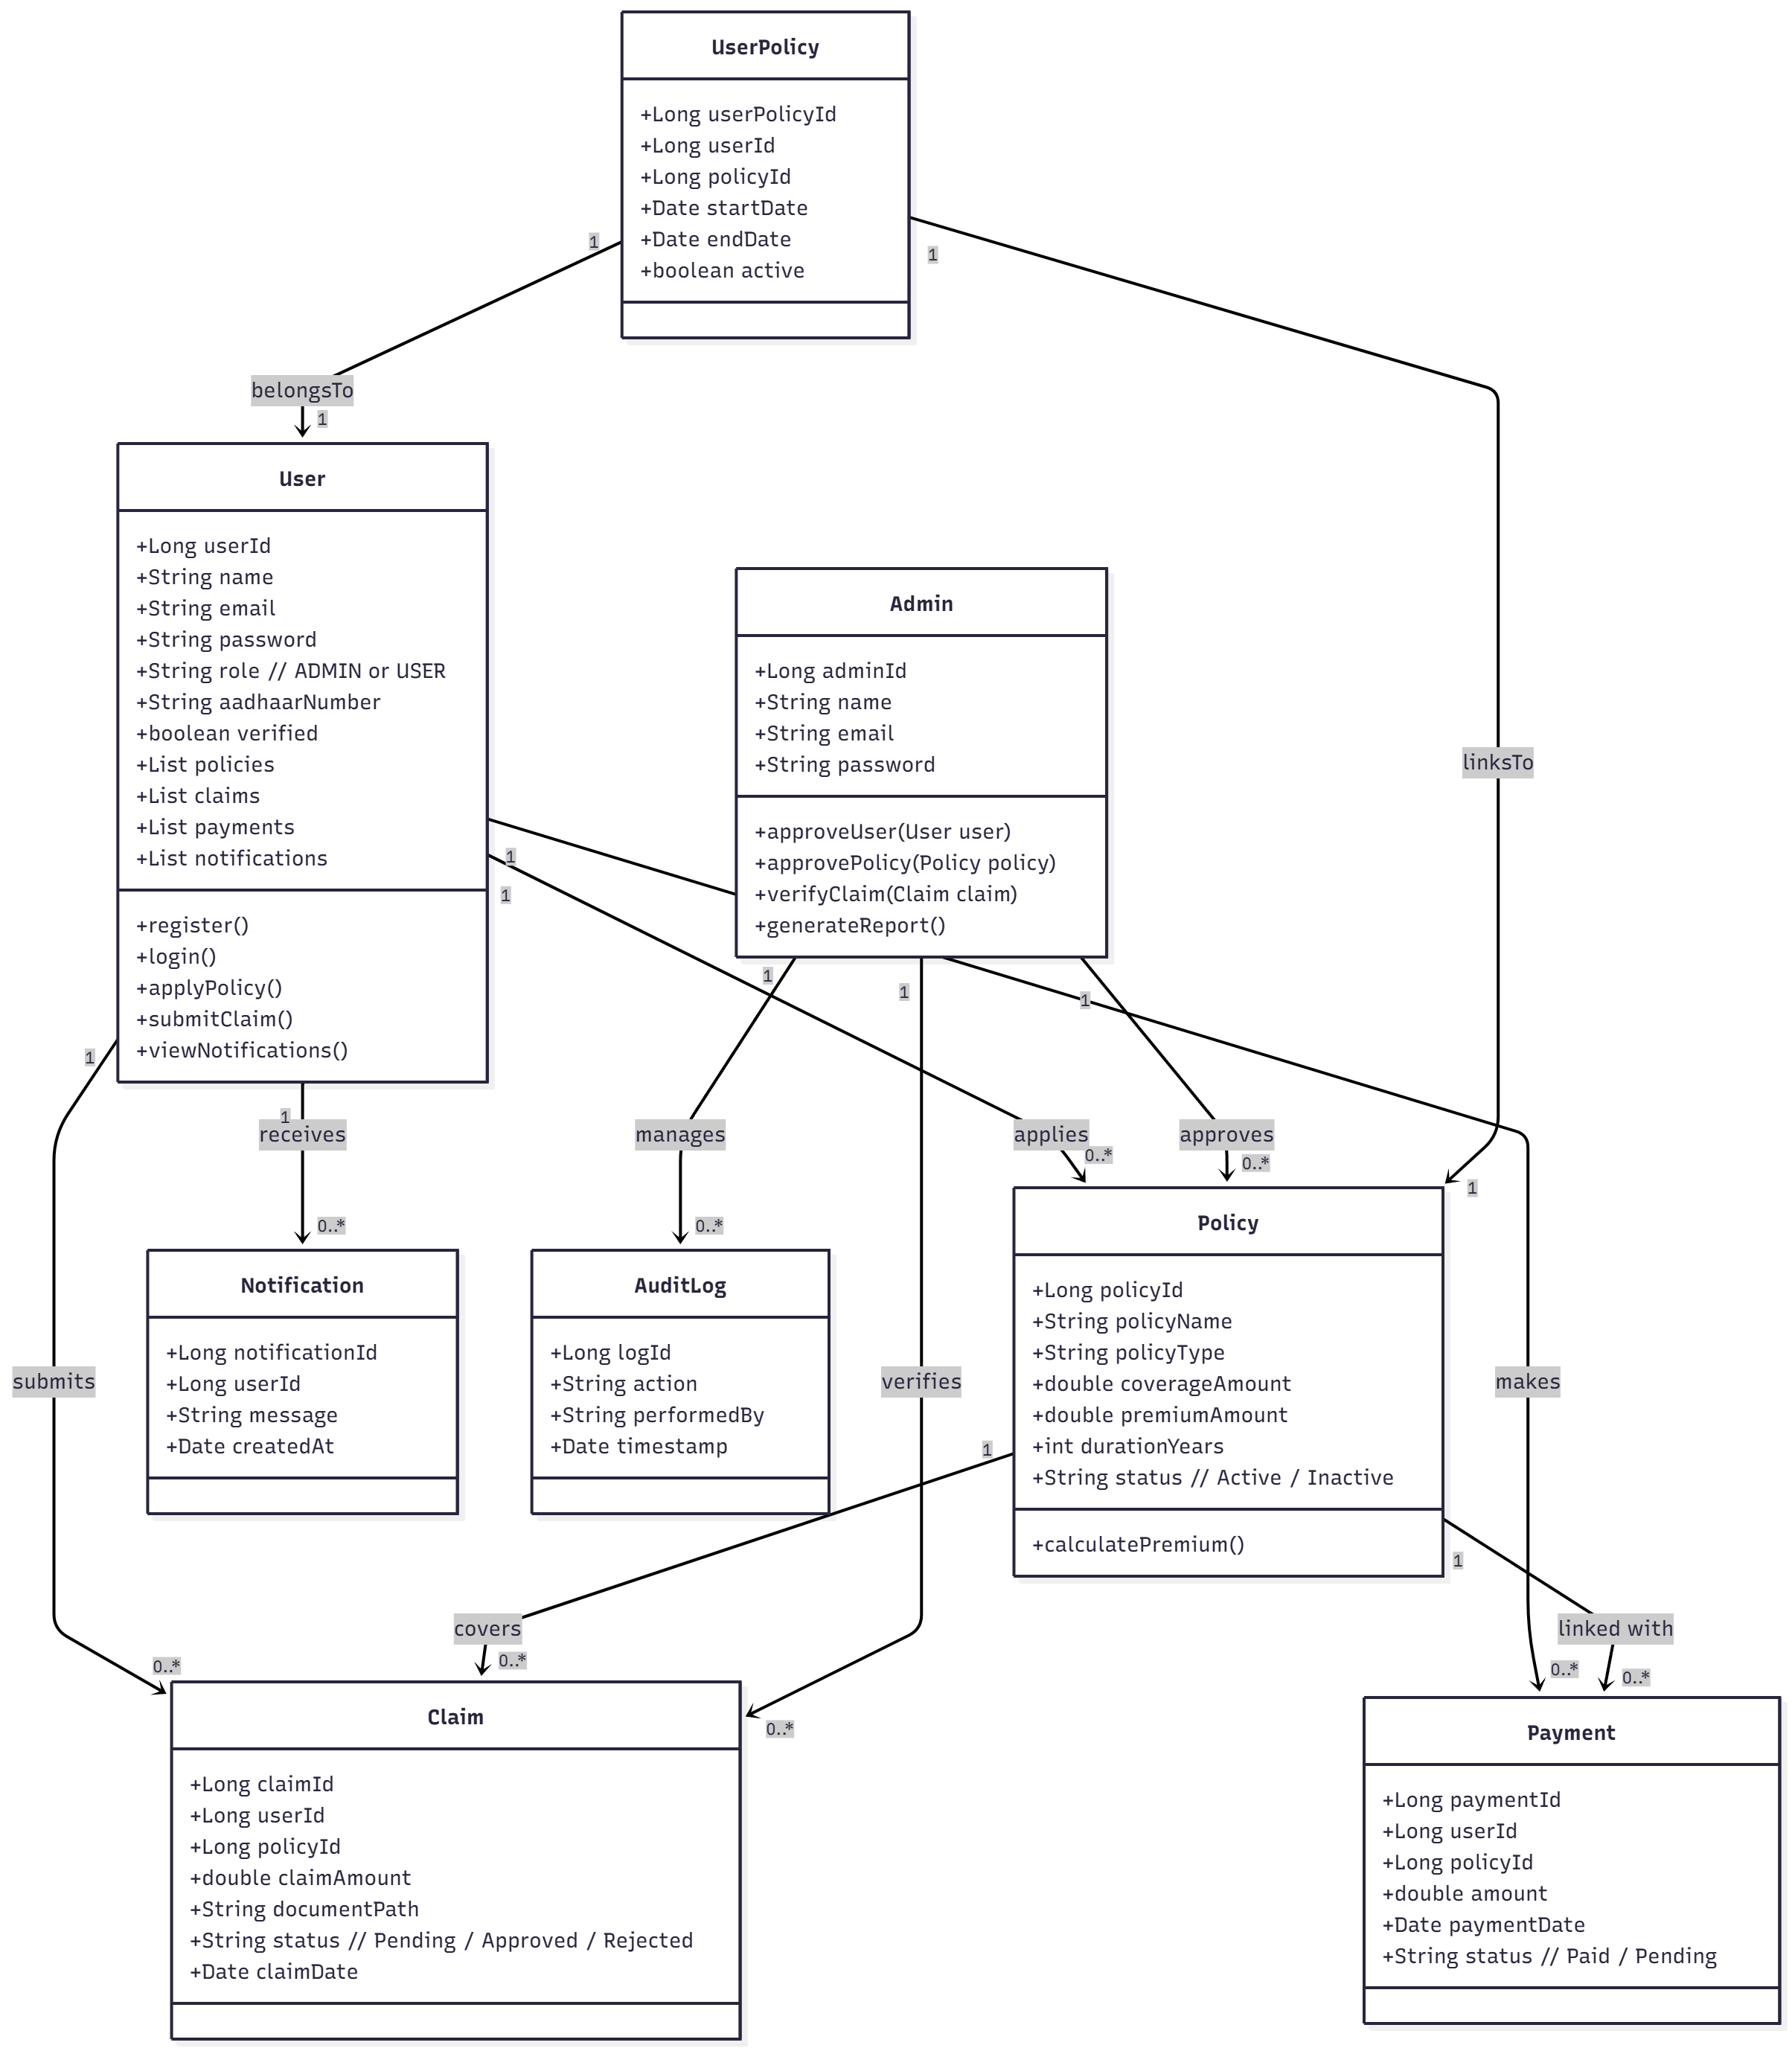 UserPolicy
+Long userPolicyId
+Long userId
+Long policyId
+Date startDate
+Date endDate
+boolean active
1
1
belongsTo
1
User
+Long userId
+String name
+String email
+String password
+String role // ADMIN or USER
+String aadhaarNumber
+boolean verified
+List policies
+List claims
+List payments
+List notifications
+register()
+login()
+applyPolicy()
+submitClaim()
+viewNotifications()
Admin
+Long adminId
+String name
+String email
+String password
+approveUser(User user)
+approvePolicy(Policy policy)
+verifyClaim(Claim claim)
+generateReport()
linksTo
1
1
1
1
1
1
1
receives
manages
applies
approves
0..*
0..*
1
0..*
0..*
Notification
+Long notificationId
+Long userId
+String message
+Date createdAt
AuditLog
+Long logId
+String action
+String performedBy
+Date timestamp
Policy
+Long policyId
+String policyName
+String policyType
+double coverageAmount
+double premiumAmount
+int durationYears
+String status // Active / Inactive
+calculatePremium()
submits
verifies
makes
1
1
covers
linked with
0..*
0..*
0..*
0..*
0..*
Claim
+Long claimId
+Long userId
+Long policyId
+double claimAmount
+String documentPath
+String status // Pending / Approved / Rejected
+Date claimDate
Payment
+Long paymentId
+Long userId
+Long policyId
+double amount
+Date paymentDate
+String status // Paid / Pending